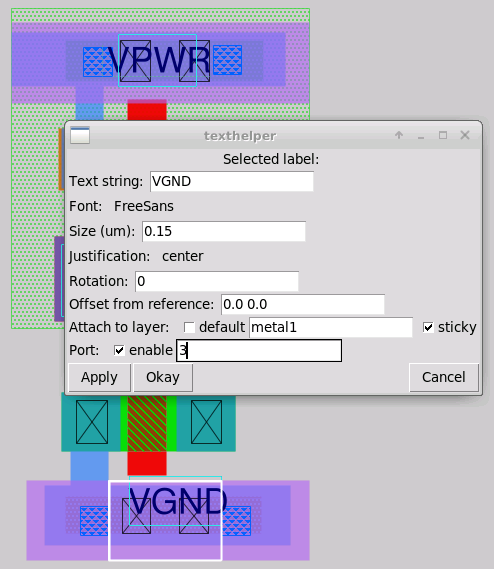 VPWR
texthelper
Selected label:
Text string: VGND
Font: FreeSans
Size (um): 0.15
Justification: center
Rotation: 0
Offset from reference: 0.0 0.0
Attach to layer: default metal1 sticky
Port: enable 3
Apply Okay Cancel
VGND